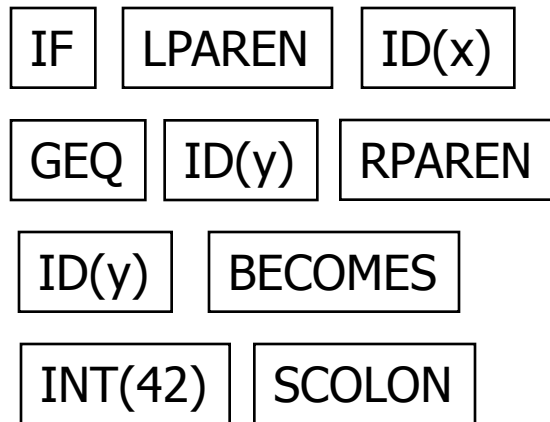 IF LPAREN ID(x)
GEQ ID(y) RPAREN
ID(y) BECOMES
INT(42) SCOLON